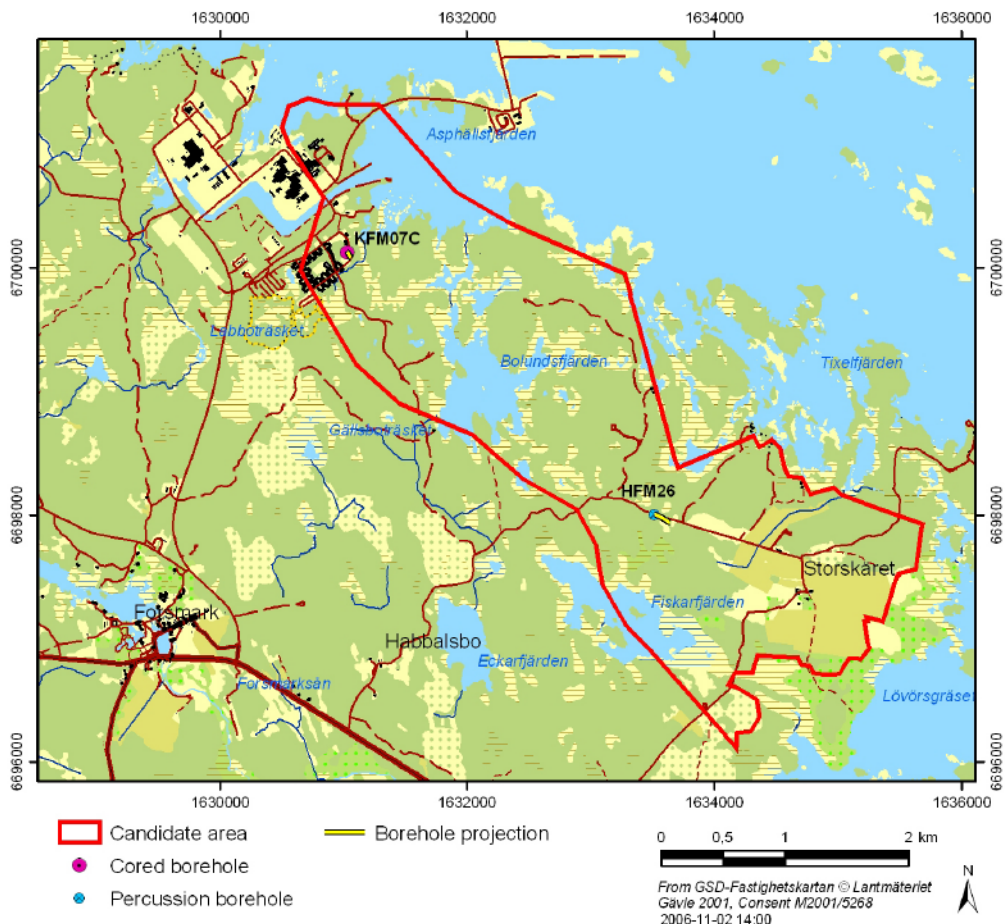 1630000 1632000 1634000 1636000
Asphällsfjärden
KFM07C
6700000 6700000
Labboträsket
Bolundsfjärden
Tixelfjärden
Gällsboträsket
HFM26
6698000 6698000
Storskäret
Fiskarfjärden
Forsmark
Habbalsbo
Eckarfjärden
Forsmarksån
Lövörsgräset
6696000 6696000
1630000 1632000 1634000 1636000
Candidate area
Borehole projection
Cored borehole
Percussion borehole
0 0,5 1 2 km
From GSD-Fastighetskartan © Lantmäteriet
Gävle 2001, Consent M2001/5268
2006-11-02 14:00
N